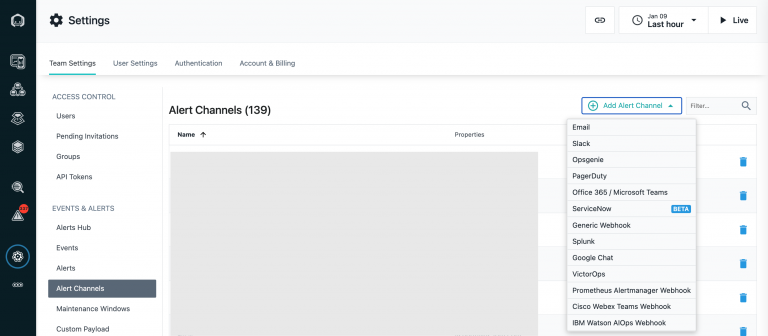 Settings
Jan 09
Last hour
Live
Team Settings
User Settings
Authentication
Account & Billing
ACCESS CONTROL
Users
Pending Invitations
Groups
API Tokens
EVENTS & ALERTS
Alerts Hub
Events
Alerts
Alert Channels
Maintenance Windows
Custom Payload
Alert Channels (139)
Add Alert Channel
Filter...
Name
Properties
Email
Slack
Opsgenie
PagerDuty
Office 365 / Microsoft Teams
ServiceNow BETA
Generic Webhook
Splunk
Google Chat
VictorOps
Prometheus Alertmanager Webhook
Cisco Webex Teams Webhook
IBM Watson AIOps Webhook